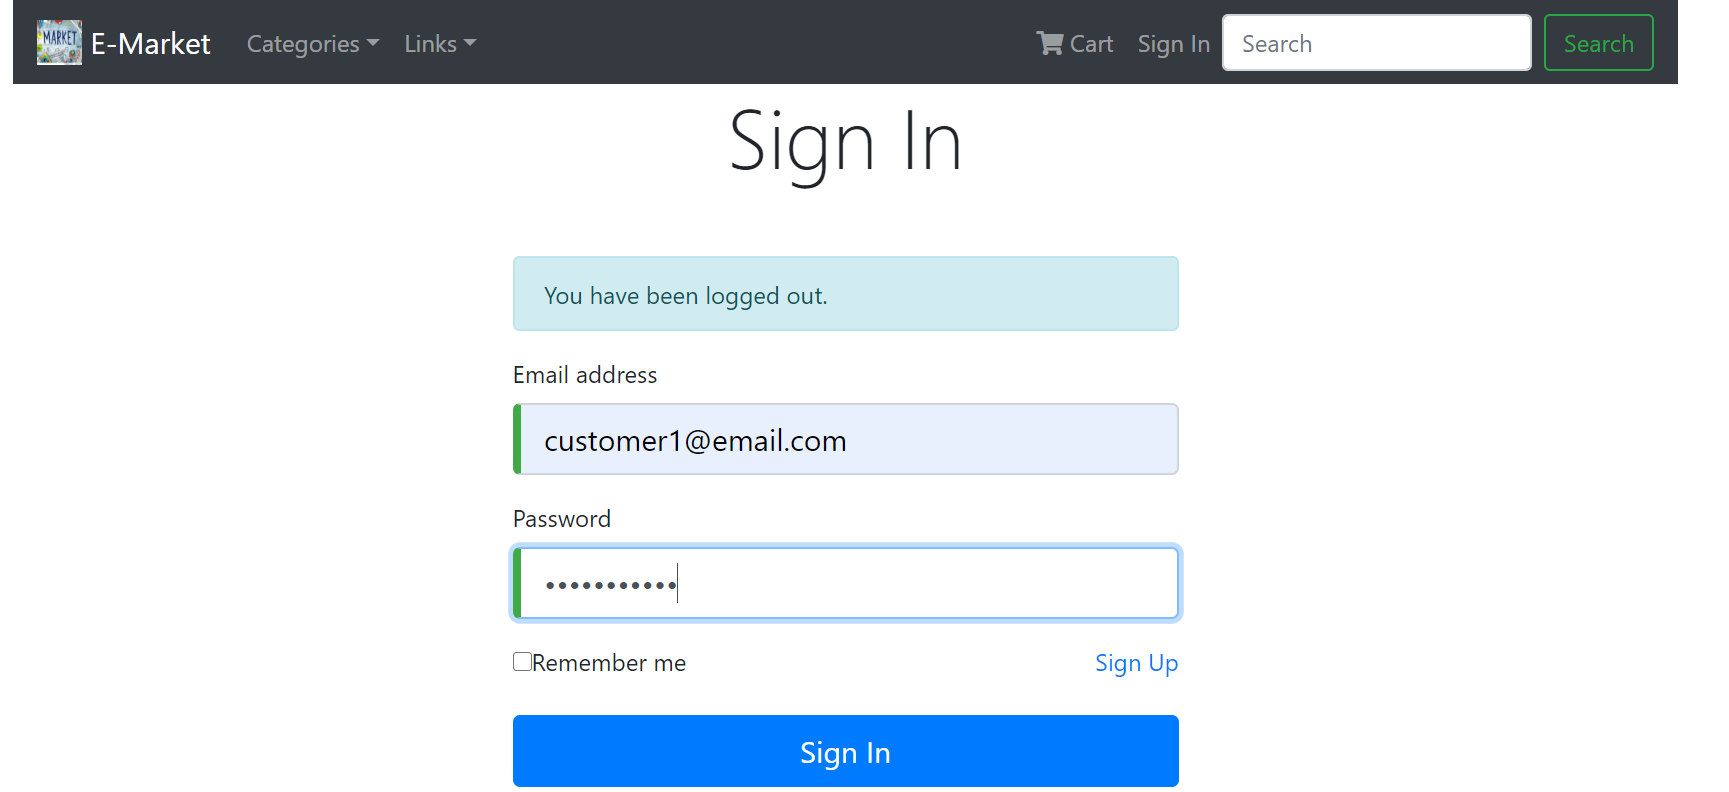 MARKET
E-Market Categories Links Cart Sign In Search Search
Sign In
You have been logged out.
Email address
customer1@email.com
Password
•••••••••••
Remember me Sign Up
Sign In